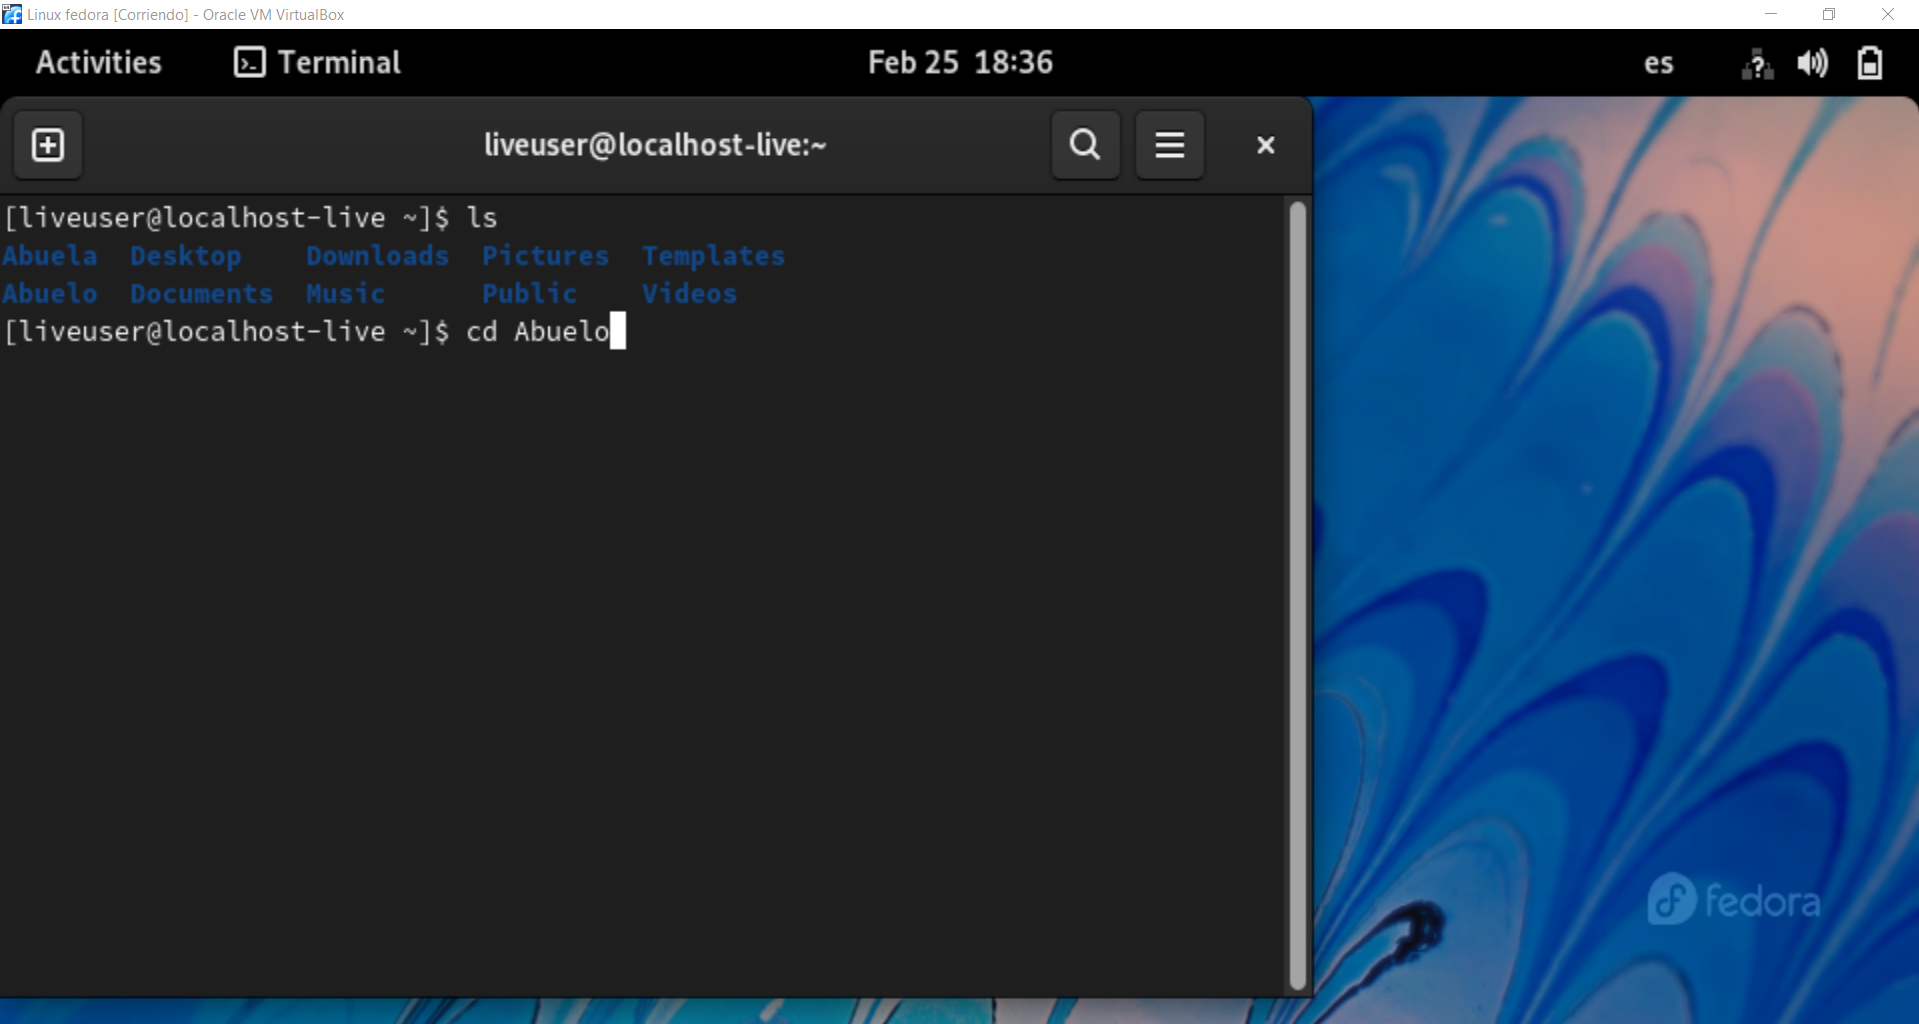 Linux fedora [Corriendo] - Oracle VM VirtualBox
Activities Terminal Feb 25 18:36 es
liveuser@localhost-live:~
[liveuser@localhost-live ~]$ ls
Abuela Desktop Downloads Pictures Templates
Abuelo Documents Music Public Videos
[liveuser@localhost-live ~]$ cd Abuelo
fedora